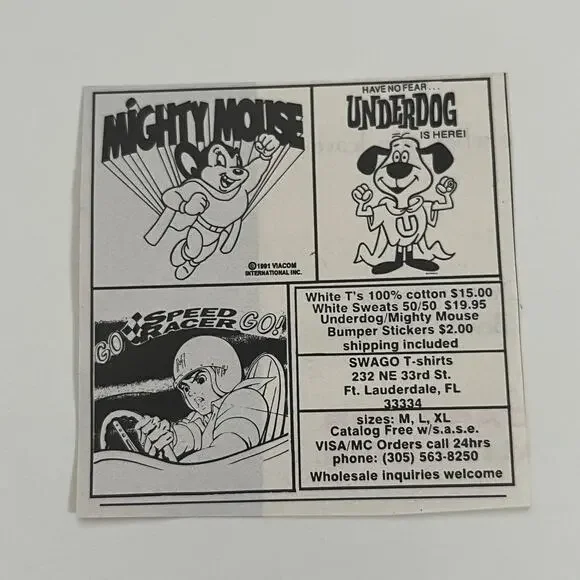 MIGHTY MOUSE
© 1991 VIACOM
INTERNATIONAL INC.
HAVE NO FEAR . . .
UNDERDOG
IS HERE!
U
GO SPEED
RACER GO!
M
White T's 100% cotton $15.00
White Sweats 50/50 $19.95
Underdog/Mighty Mouse
Bumper Stickers $2.00
shipping included
SWAGO T-shirts
232 NE 33rd St.
Ft. Lauderdale, FL
33334
sizes: M, L, XL
Catalog Free w/s.a.s.e.
VISA/MC Orders call 24hrs
phone: (305) 563-8250
Wholesale inquiries welcome